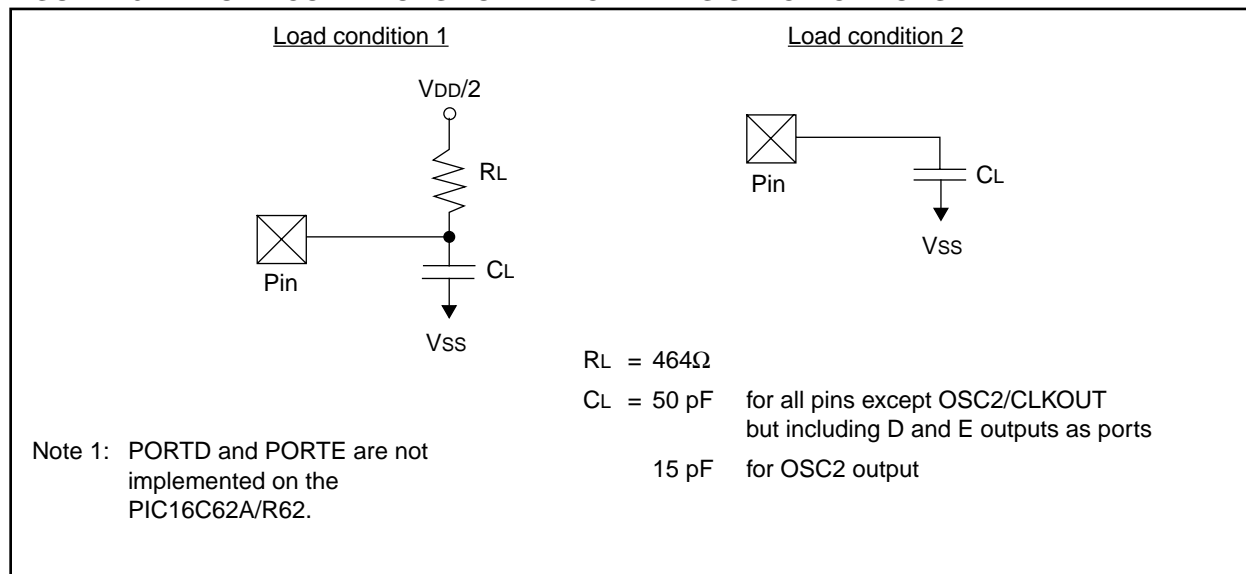 Load condition 1
VDD/2
RL
Pin
CL
VSS
Load condition 2
Pin
CL
VSS
RL = 464Ω
CL = 50 pF for all pins except OSC2/CLKOUT
but including D and E outputs as ports
15 pF for OSC2 output
Note 1: PORTD and PORTE are not
implemented on the
PIC16C62A/R62.